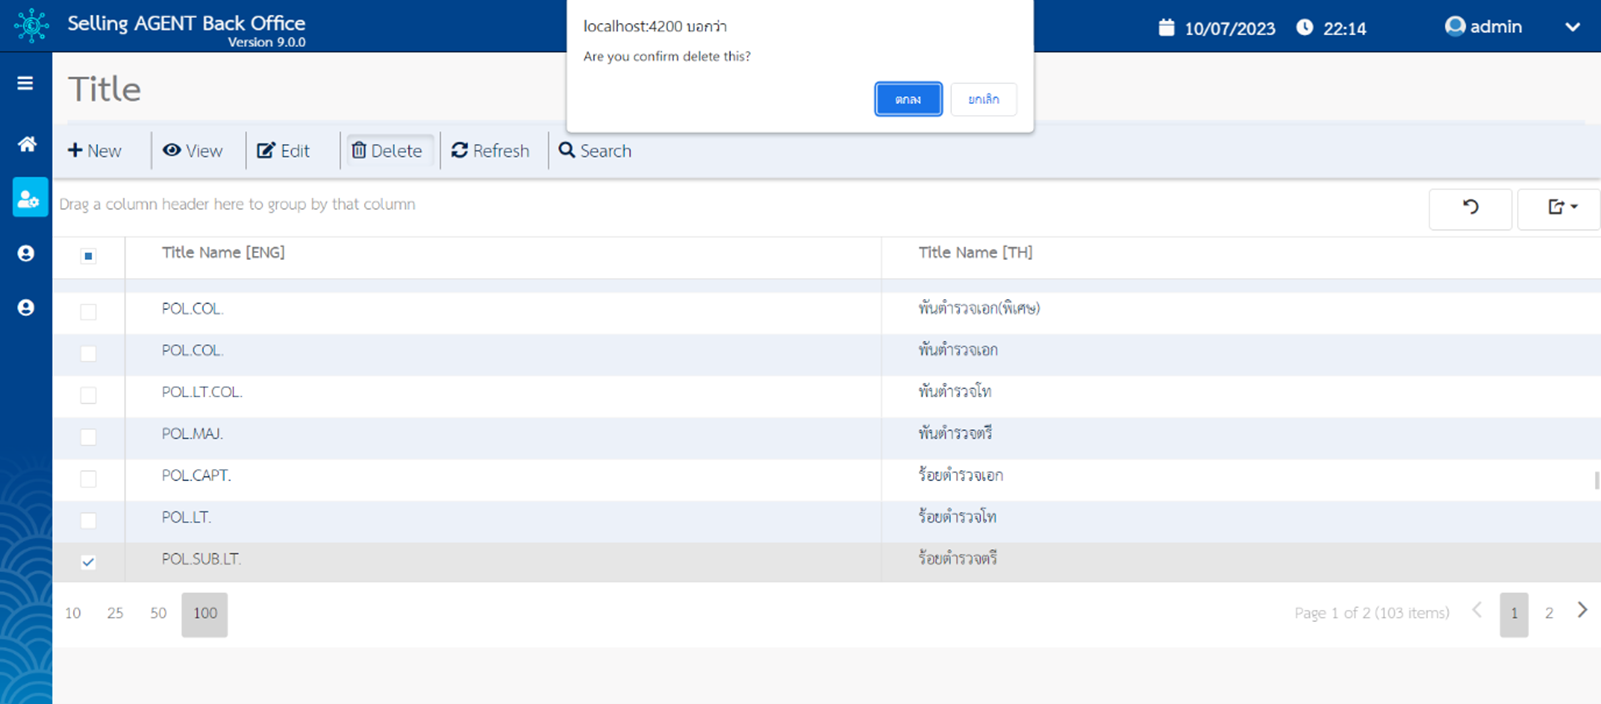 Selling AGENT Back Office
Version 9.0.0
localhost:4200 บอกว่า
Are you confirm delete this?
ตกลง ยกเลิก
10/07/2023 22:14 admin
Title
New View Edit Delete Refresh Search
Drag a column header here to group by that column
Title Name [ENG] Title Name [TH]
POL.COL. พันตำรวจเอก(พิเศษ)
POL.COL. พันตำรวจเอก
POL.LT.COL. พันตำรวจโท
POL.MAJ. พันตำรวจตรี
POL.CAPT. ร้อยตำรวจเอก
POL.LT. ร้อยตำรวจโท
POL.SUB.LT. ร้อยตำรวจตรี
10 25 50 100 Page 1 of 2 (103 items) 1 2